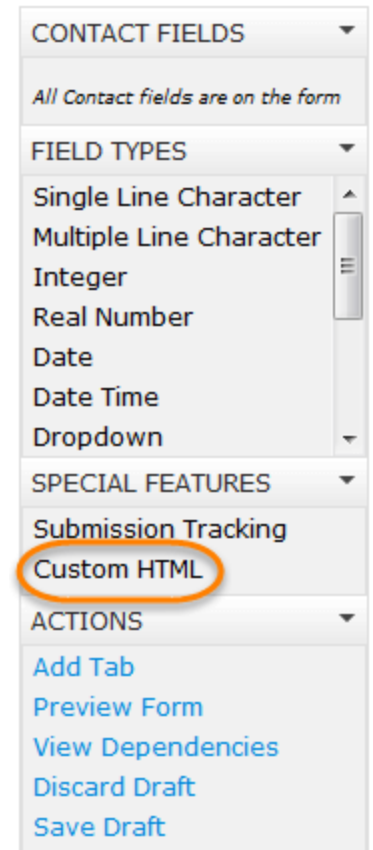 CONTACT FIELDS
All Contact fields are on the form
FIELD TYPES
Single Line Character
Multiple Line Character
Integer
Real Number
Date
Date Time
Dropdown
SPECIAL FEATURES
Submission Tracking
Custom HTML
ACTIONS
Add Tab
Preview Form
View Dependencies
Discard Draft
Save Draft